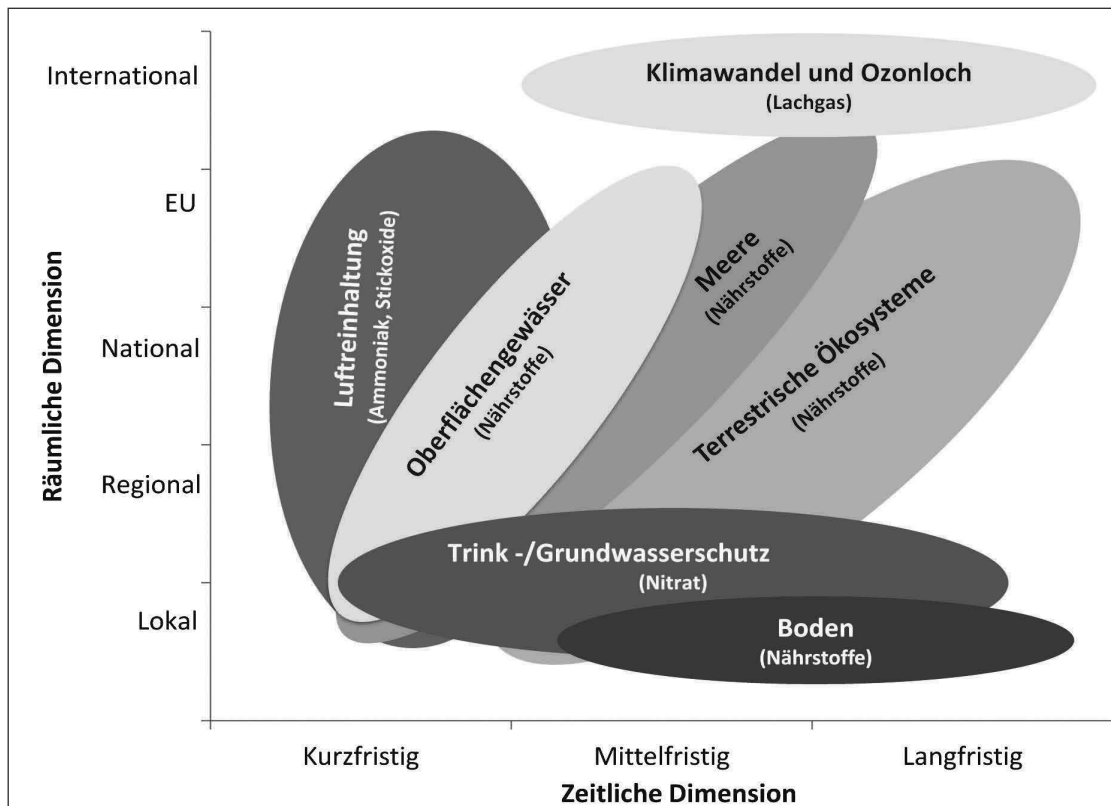 Räumliche Dimension
International
EU
National
Regional
Lokal
Klimawandel und Ozonloch
(Lachgas)
Luftreinhaltung
(Ammoniak, Stickoxide)
Oberflächengewässer
(Nährstoffe)
Meere
(Nährstoffe)
Terrestrische Ökosysteme
(Nährstoffe)
Trink -/Grundwasserschutz
(Nitrat)
Boden
(Nährstoffe)
Kurzfristig
Mittelfristig
Langfristig
Zeitliche Dimension